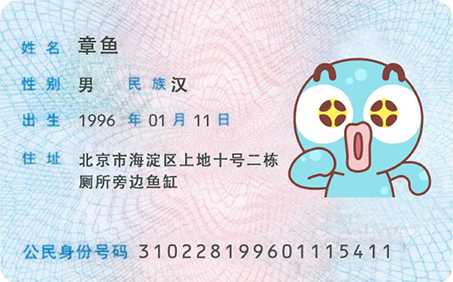 姓名 章鱼
性别 男 民族 汉
出生 1996 年 01 月 11 日
住址 北京市海淀区上地十号二栋
厕所旁边鱼缸
公民身份号码 310228199601115411